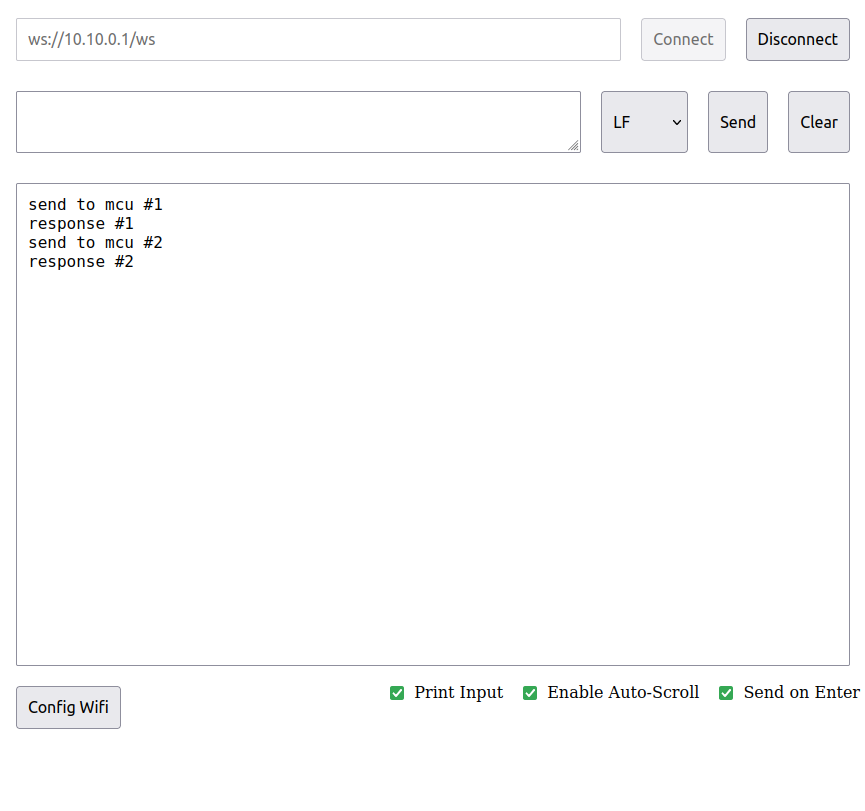 ws://10.10.0.1/ws Connect Disconnect
LF Send Clear
send to mcu #1
response #1
send to mcu #2
response #2
Config Wifi Print Input Enable Auto-Scroll Send on Enter